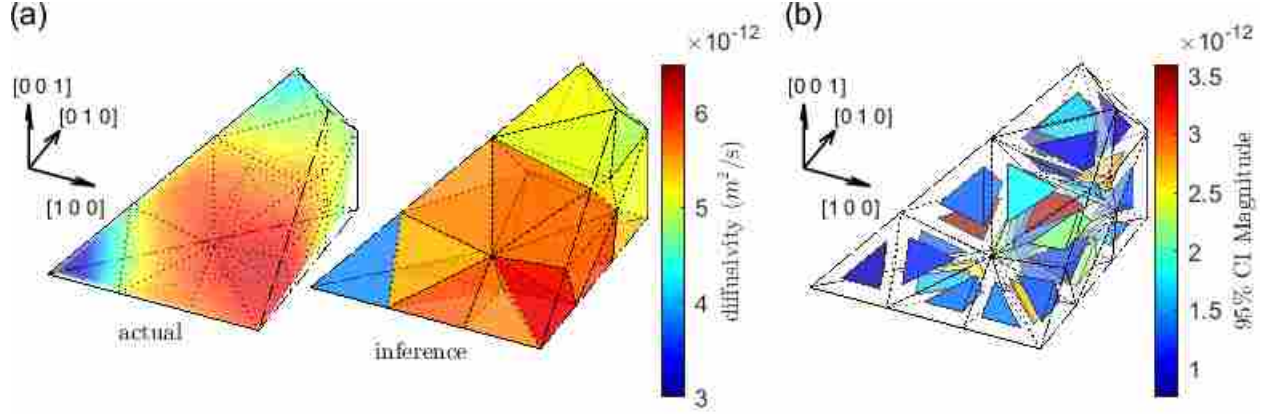 (a)
[0 0 1]
[0 1 0]
[1 0 0]
actual
inference
×10⁻¹²
6
5
4
3
diffusivity (m²/s)
(b)
[0 0 1]
[0 1 0]
[1 0 0]
×10⁻¹²
3.5
3
2.5
2
1.5
1
95% CI Magnitude